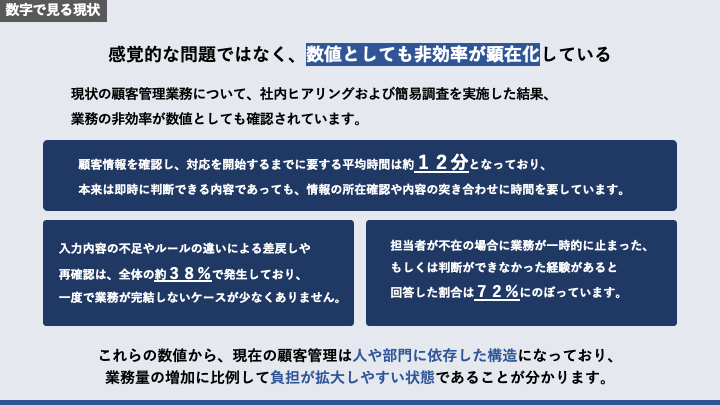 数字で見る現状
感覚的な問題ではなく、数値としても非効率が顕在化している
現状の顧客管理業務について、社内ヒアリングおよび簡易調査を実施した結果、
業務の非効率が数値としても確認されています。
顧客情報を確認し、対応を開始するまでに要する平均時間は約１２分となっており、
本来は即時に判断できる内容であっても、情報の所在確認や内容の突き合わせに時間を要しています。
入力内容の不足やルールの違いによる差戻しや
再確認は、全体の約３８%で発生しており、
一度で業務が完結しないケースが少なくありません。
担当者が不在の場合に業務が一時的に止まった、
もしくは判断ができなかった経験があると
回答した割合は７２%にのぼっています。
これらの数値から、現在の顧客管理は人や部門に依存した構造になっており、
業務量の増加に比例して負担が拡大しやすい状態であることが分かります。